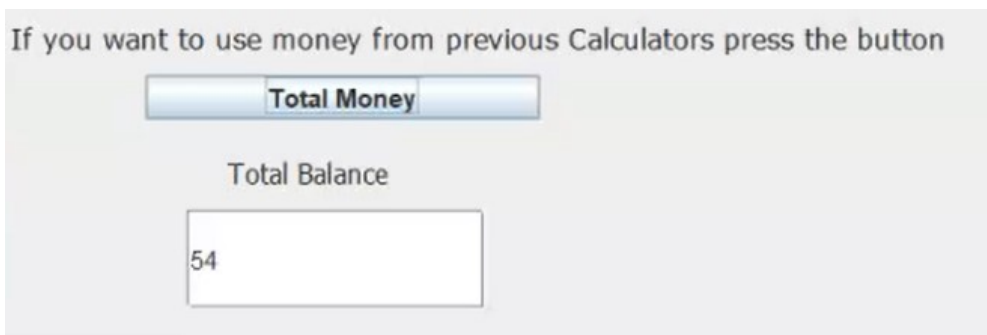 If you want to use money from previous Calculators press the button
Total Money
Total Balance
54